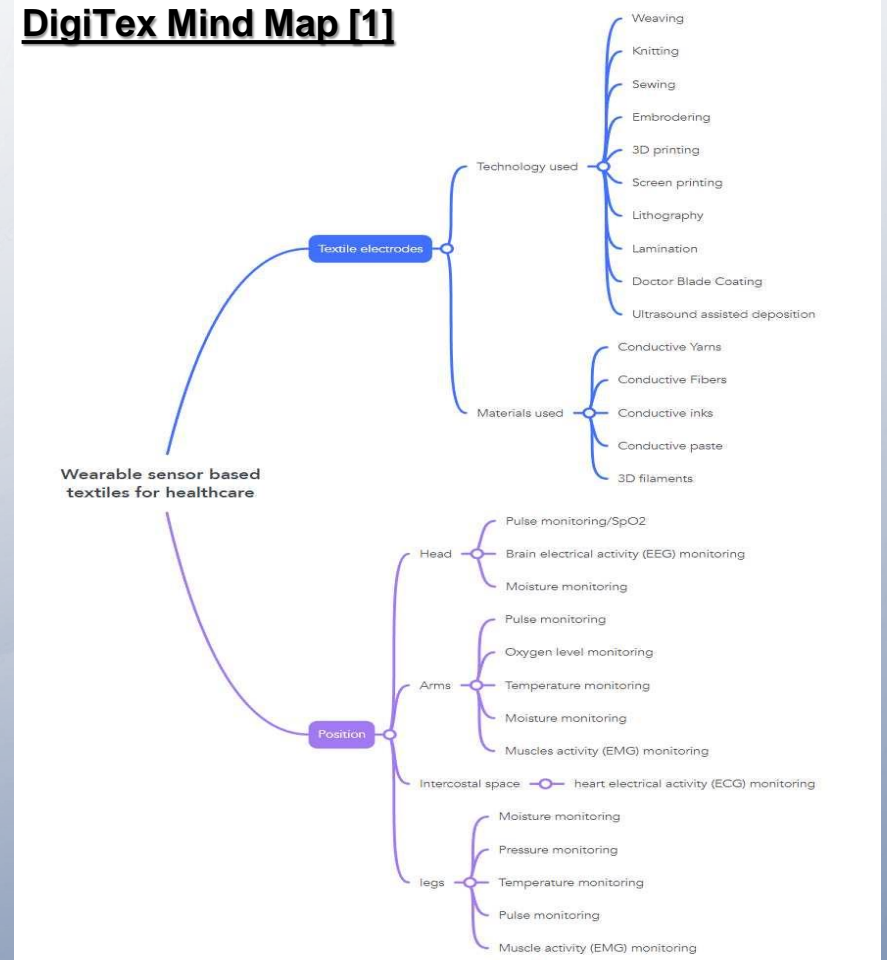 DigiTex Mind Map [1]
Wearable sensor based
textiles for healthcare
Textile electrodes
Technology used
Weaving
Knitting
Sewing
Embrodering
3D printing
Screen printing
Lithography
Lamination
Doctor Blade Coating
Ultrasound assisted deposition
Materials used
Conductive Yarns
Conductive Fibers
Conductive inks
Conductive paste
3D filaments
Position
Head
Pulse monitoring/SpO2
Brain electrical activity (EEG) monitoring
Moisture monitoring
Arms
Pulse monitoring
Oxygen level monitoring
Temperature monitoring
Moisture monitoring
Muscles activity (EMG) monitoring
Intercostal space
heart electrical activity (ECG) monitoring
legs
Moisture monitoring
Pressure monitoring
Temperature monitoring
Pulse monitoring
Muscle activity (EMG) monitoring